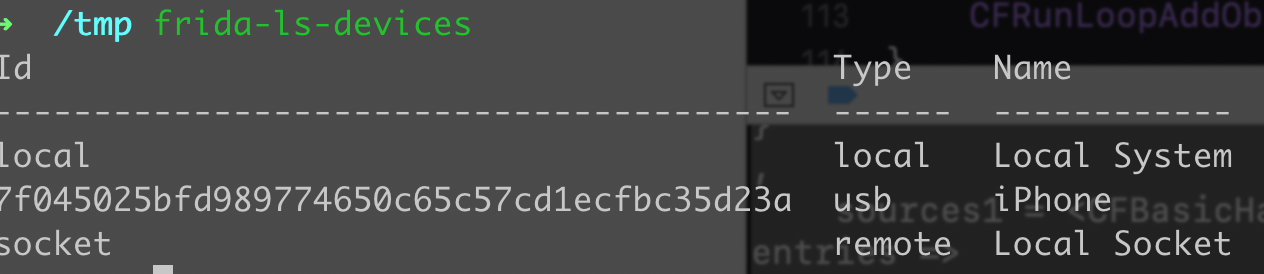 → /tmp frida-ls-devices
113 CFRunLoopAddOb
Id Type Name
---------------------------------------- ------ ------------
}
local local Local System
7f045025bfd989774650c65c57cd1ecfbc35d23a usb iPhone
sources1 = <CFBasicHa
socket remote Local Socket
entries =>